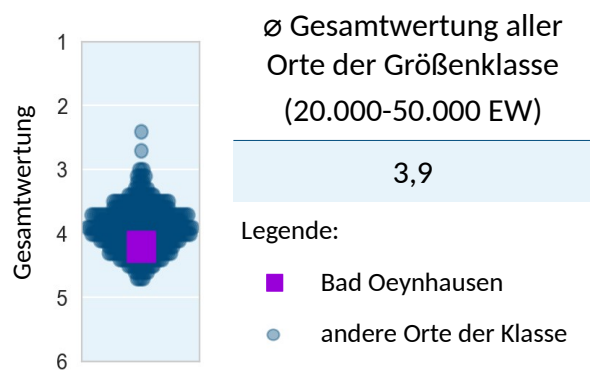 1
2
3
4
5
6
Gesamtwertung
⌀ Gesamtwertung aller
Orte der Größenklasse
(20.000-50.000 EW)
3,9
Legende:
Bad Oeynhausen
andere Orte der Klasse